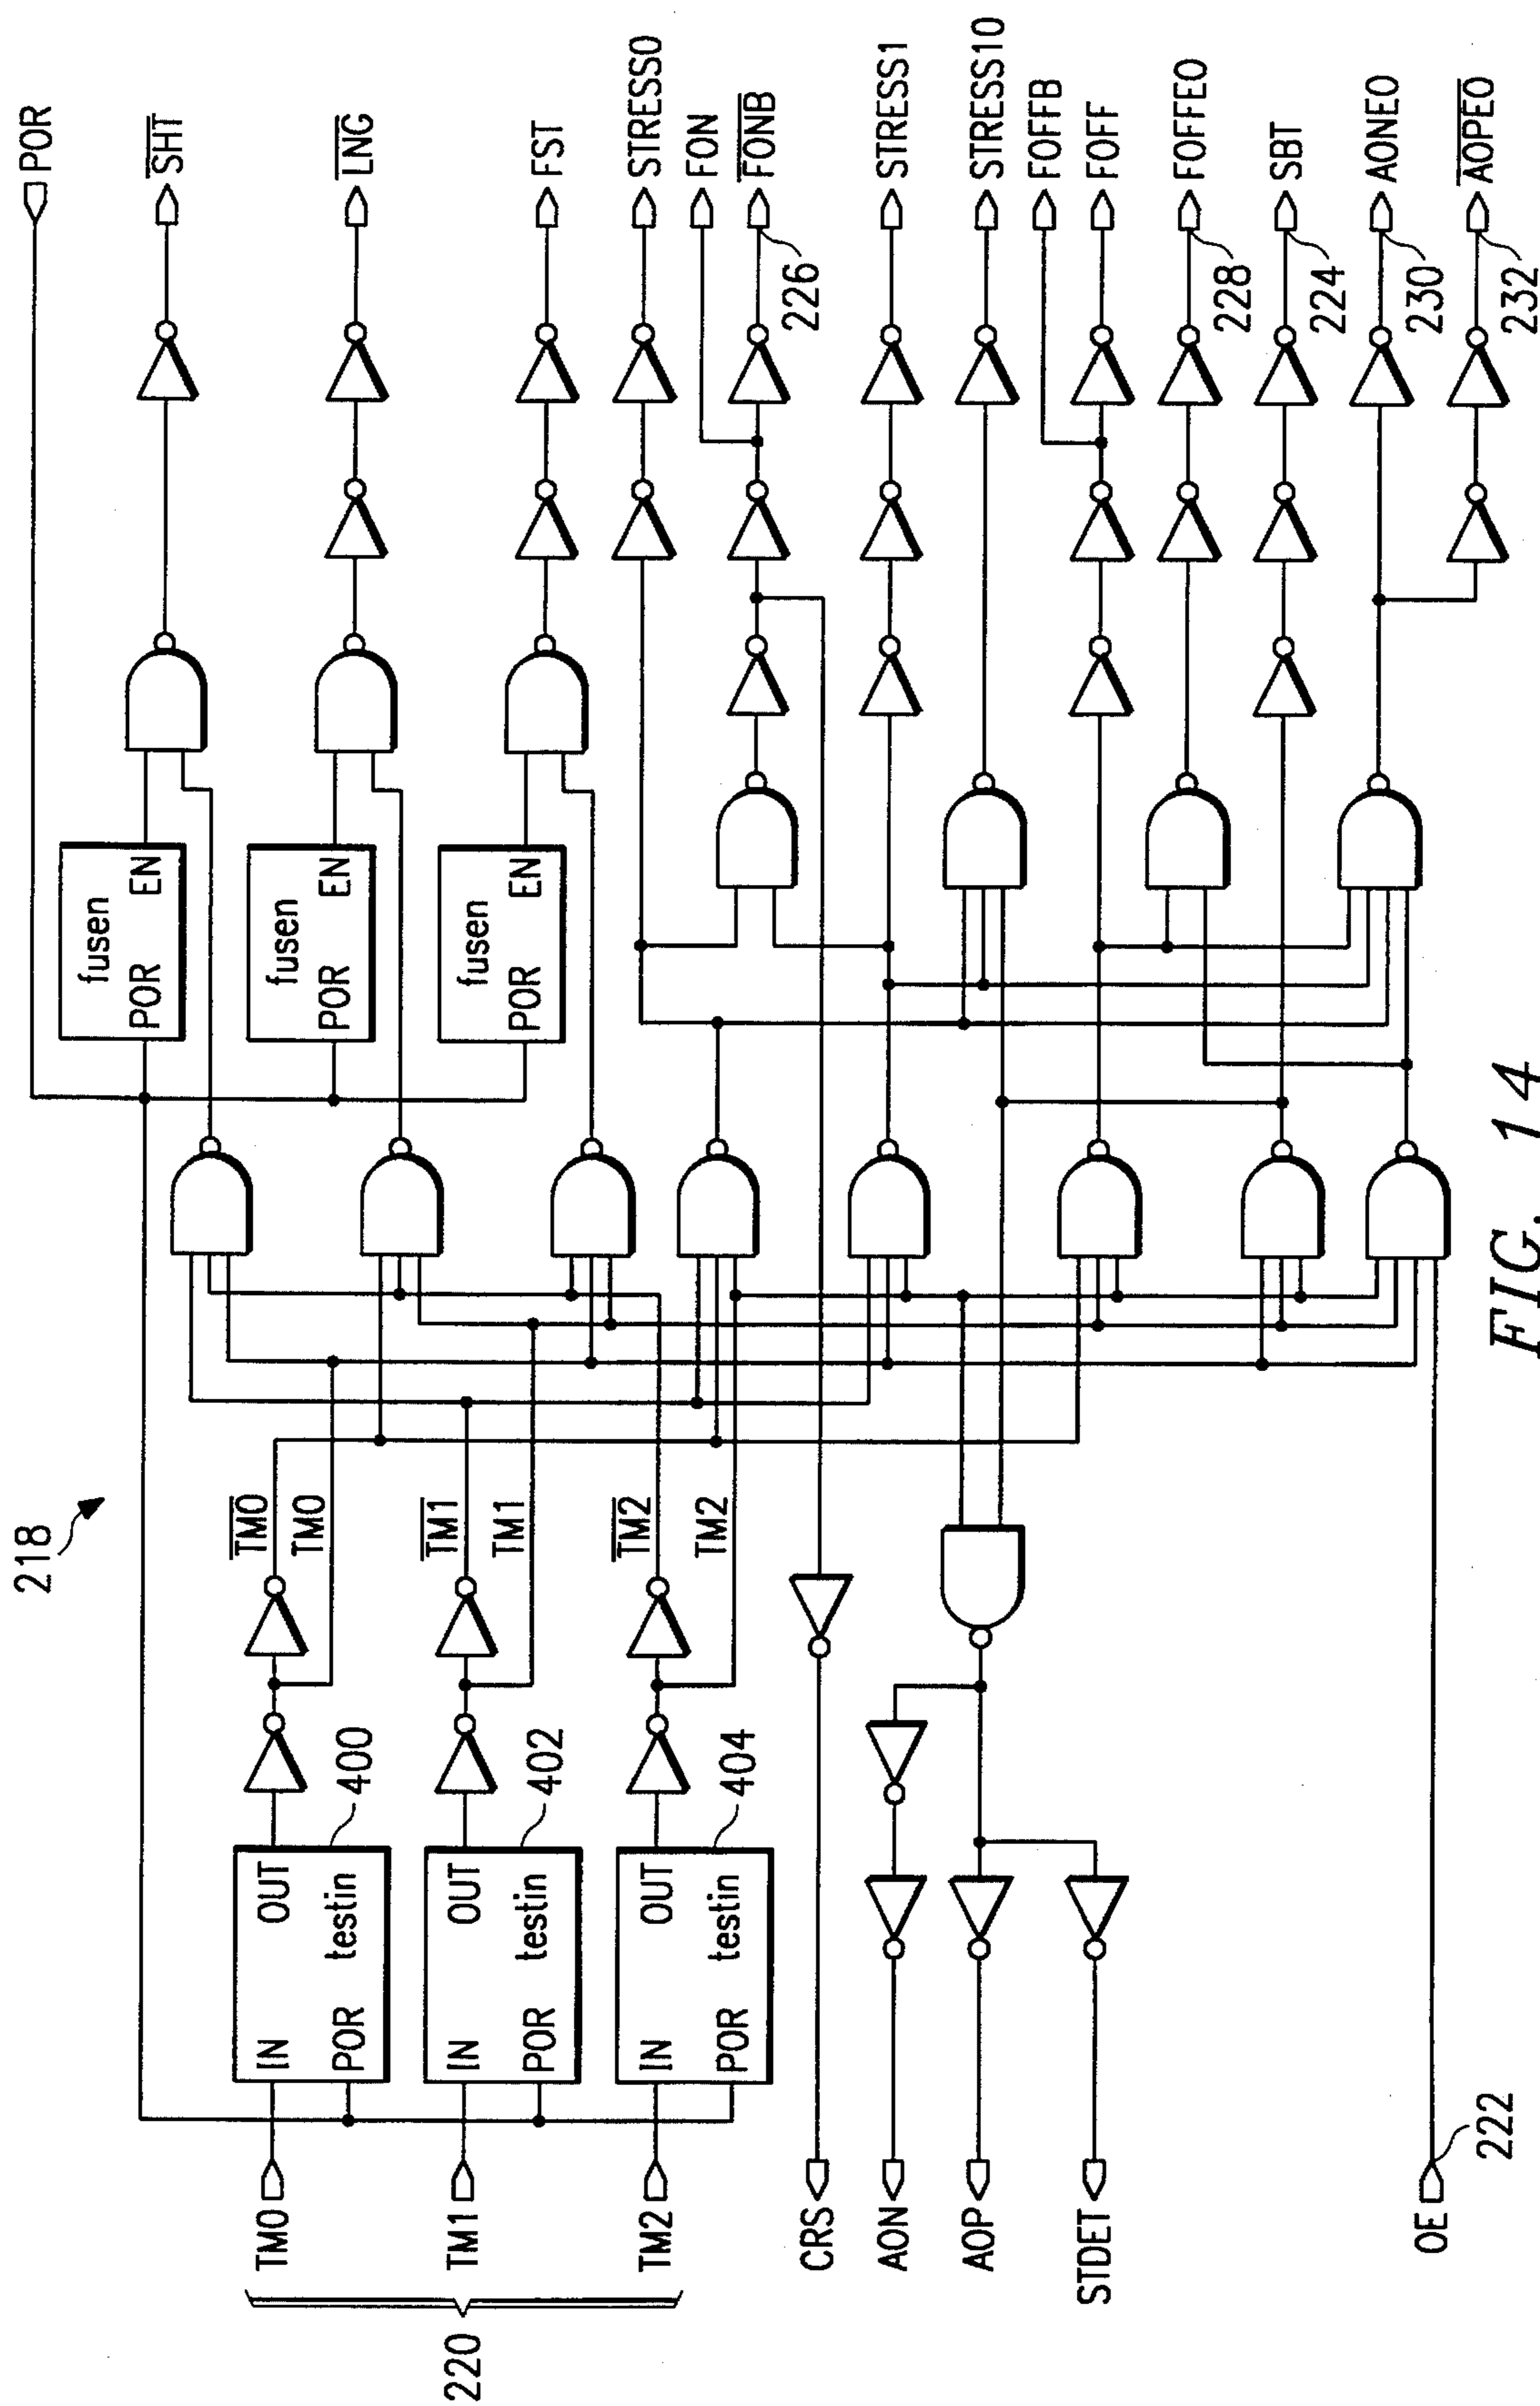 218
POR
SHT
LNG
FST
STRESS0
FON
FONB
226
STRESS1
STRESS10
FOFFB
FOFF
FOFFEO
228
SBT
224
AONEO
230
AOPEO
232
fusen
POR EN
fusen
POR EN
fusen
POR EN
TM0
TM0
TM1
TM1
TM2
TM2
IN OUT
POR testin
400
IN OUT
POR testin
402
IN OUT
POR testin
404
TM0
TM1
TM2
220
CRS
AON
AOP
STDET
OE
222
FIG. 14